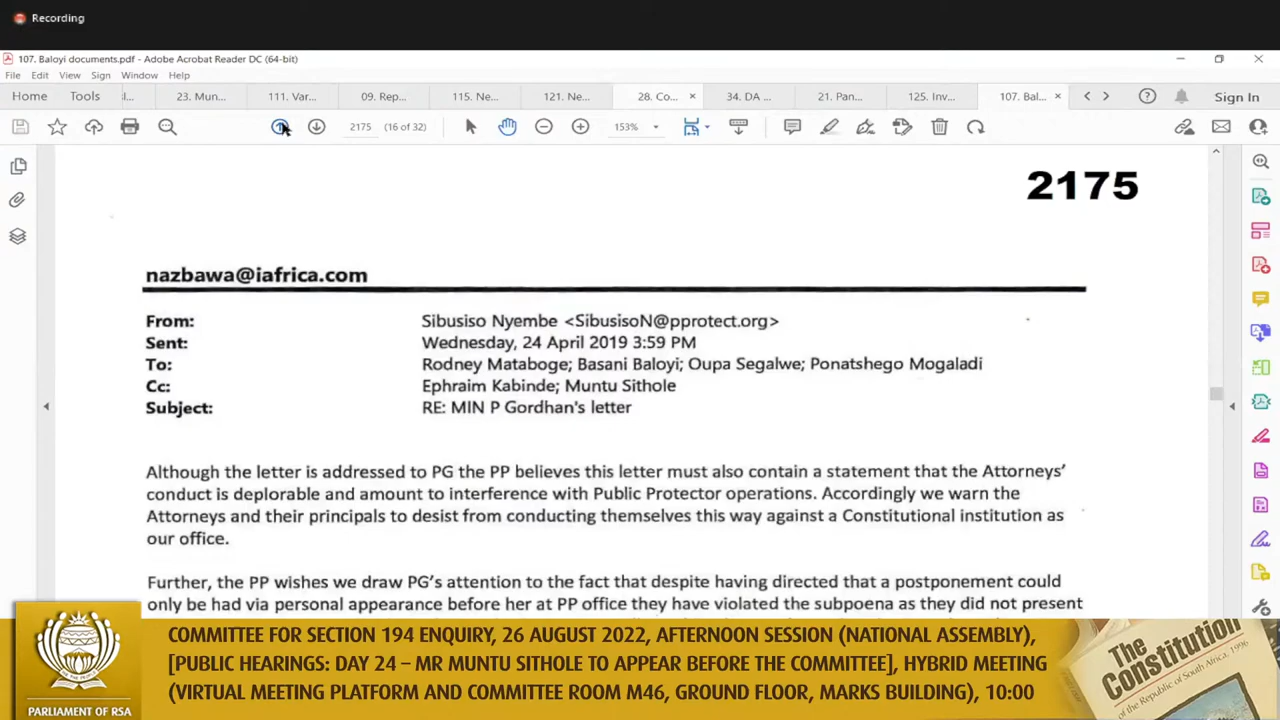 Recording
107. Baloyi documents.pdf - Adobe Acrobat Reader DC (64-bit)
File Edit View Sign Window Help
Home Tools 23. Mun... 111. Var... 09. Rep... 115. Ne... 121. Ne... 28. Co... × 34. DA ... 21. Pan... 125. Inv... 107. Bal... × Sign In
2175 (16 of 32) 153%
2175
nazbawa@iafrica.com
From: Sibusiso Nyembe <SibusisoN@pprotect.org>
Sent: Wednesday, 24 April 2019 3:59 PM
To: Rodney Mataboge; Basani Baloyi; Oupa Segalwe; Ponatshego Mogaladi
Cc: Ephraim Kabinde; Muntu Sithole
Subject: RE: MIN P Gordhan's letter
Although the letter is addressed to PG the PP believes this letter must also contain a statement that the Attorneys'
conduct is deplorable and amount to interference with Public Protector operations. Accordingly we warn the
Attorneys and their principals to desist from conducting themselves this way against a Constitutional institution as
our office.
Further, the PP wishes we draw PG's attention to the fact that despite having directed that a postponement could
only be had via personal appearance before her at PP office they have violated the subpoena as they did not present
COMMITTEE FOR SECTION 194 ENQUIRY, 26 AUGUST 2022, AFTERNOON SESSION (NATIONAL ASSEMBLY),
[PUBLIC HEARINGS: DAY 24 – MR MUNTU SITHOLE TO APPEAR BEFORE THE COMMITTEE], HYBRID MEETING
(VIRTUAL MEETING PLATFORM AND COMMITTEE ROOM M46, GROUND FLOOR, MARKS BUILDING), 10:00
PARLIAMENT OF RSA
The
Constitution
of the Republic of South Africa, 1996